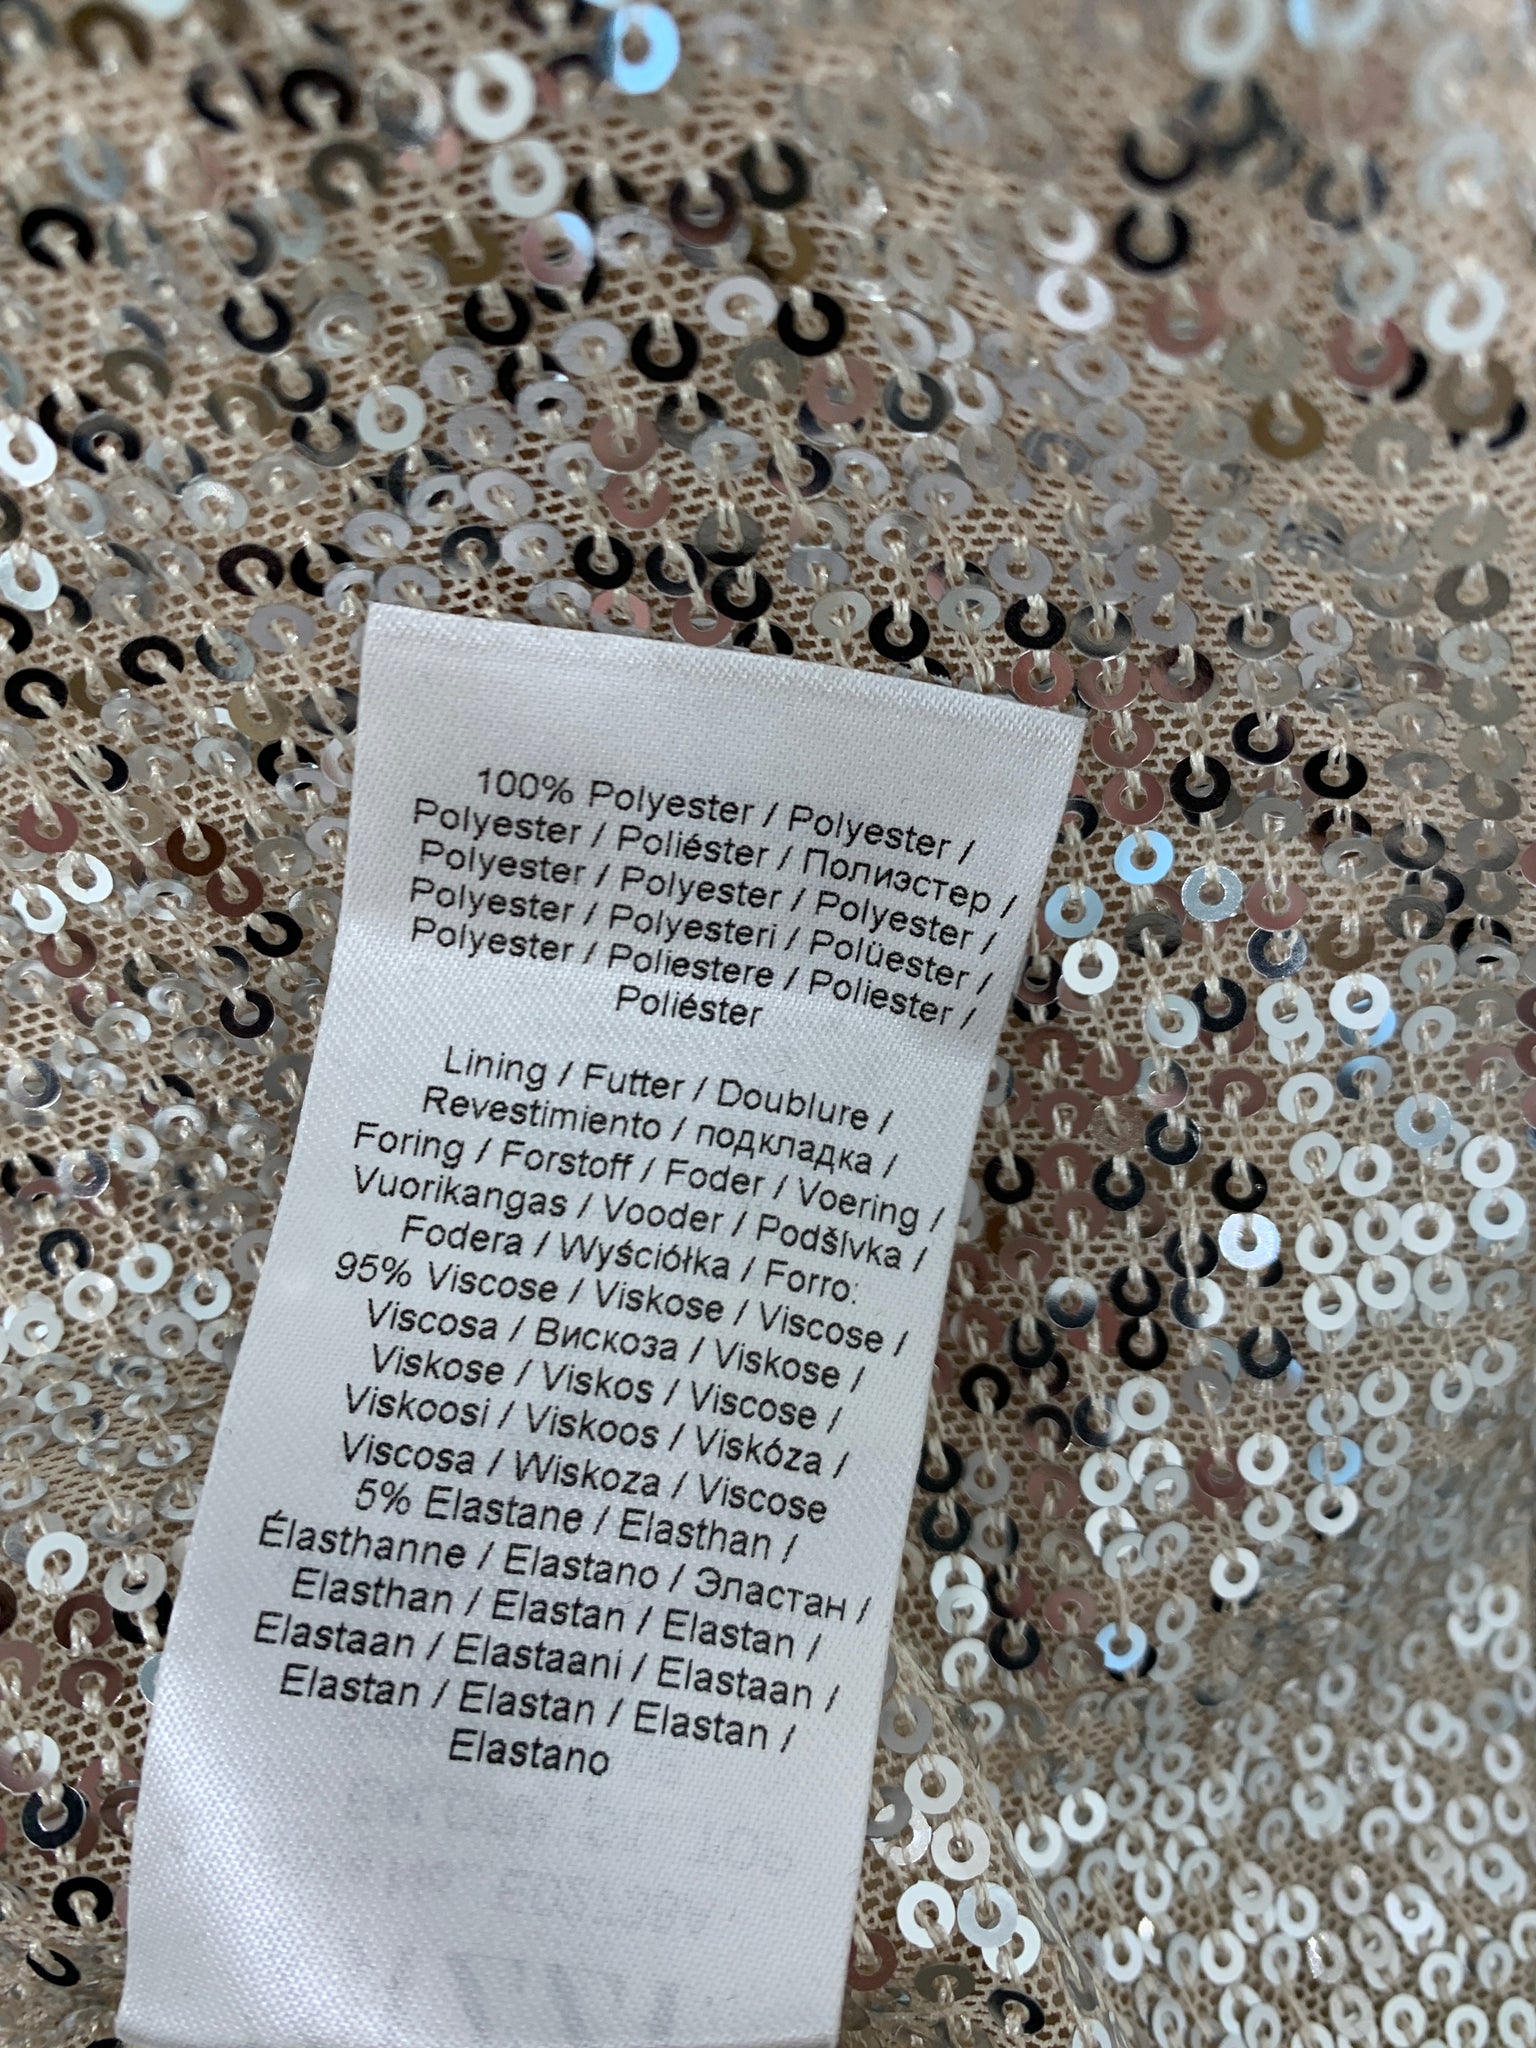 100% Polyester / Polyester /
Polyester / Poliéster / Полиэстер /
Polyester / Polyester / Polyester /
Polyester / Polyesteri / Polüester /
Polyester / Poliestere / Poliester /
Poliéster
Lining / Futter / Doublure /
Revestimiento / подкладка /
Foring / Forstoff / Foder / Voering /
Vuorikangas / Vooder / Podšívka /
Fodera / Wyściółka / Forro:
95% Viscose / Viskose / Viscose /
Viscosa / Вискоза / Viskose /
Viskose / Viskos / Viscose /
Viskoosi / Viskoos / Viskóza /
Viscosa / Wiskoza / Viscose
5% Elastane / Elasthan /
Élasthanne / Elastano / Эластан /
Elasthan / Elastan / Elastan /
Elastaan / Elastaani / Elastaan /
Elastan / Elastan / Elastan /
Elastano